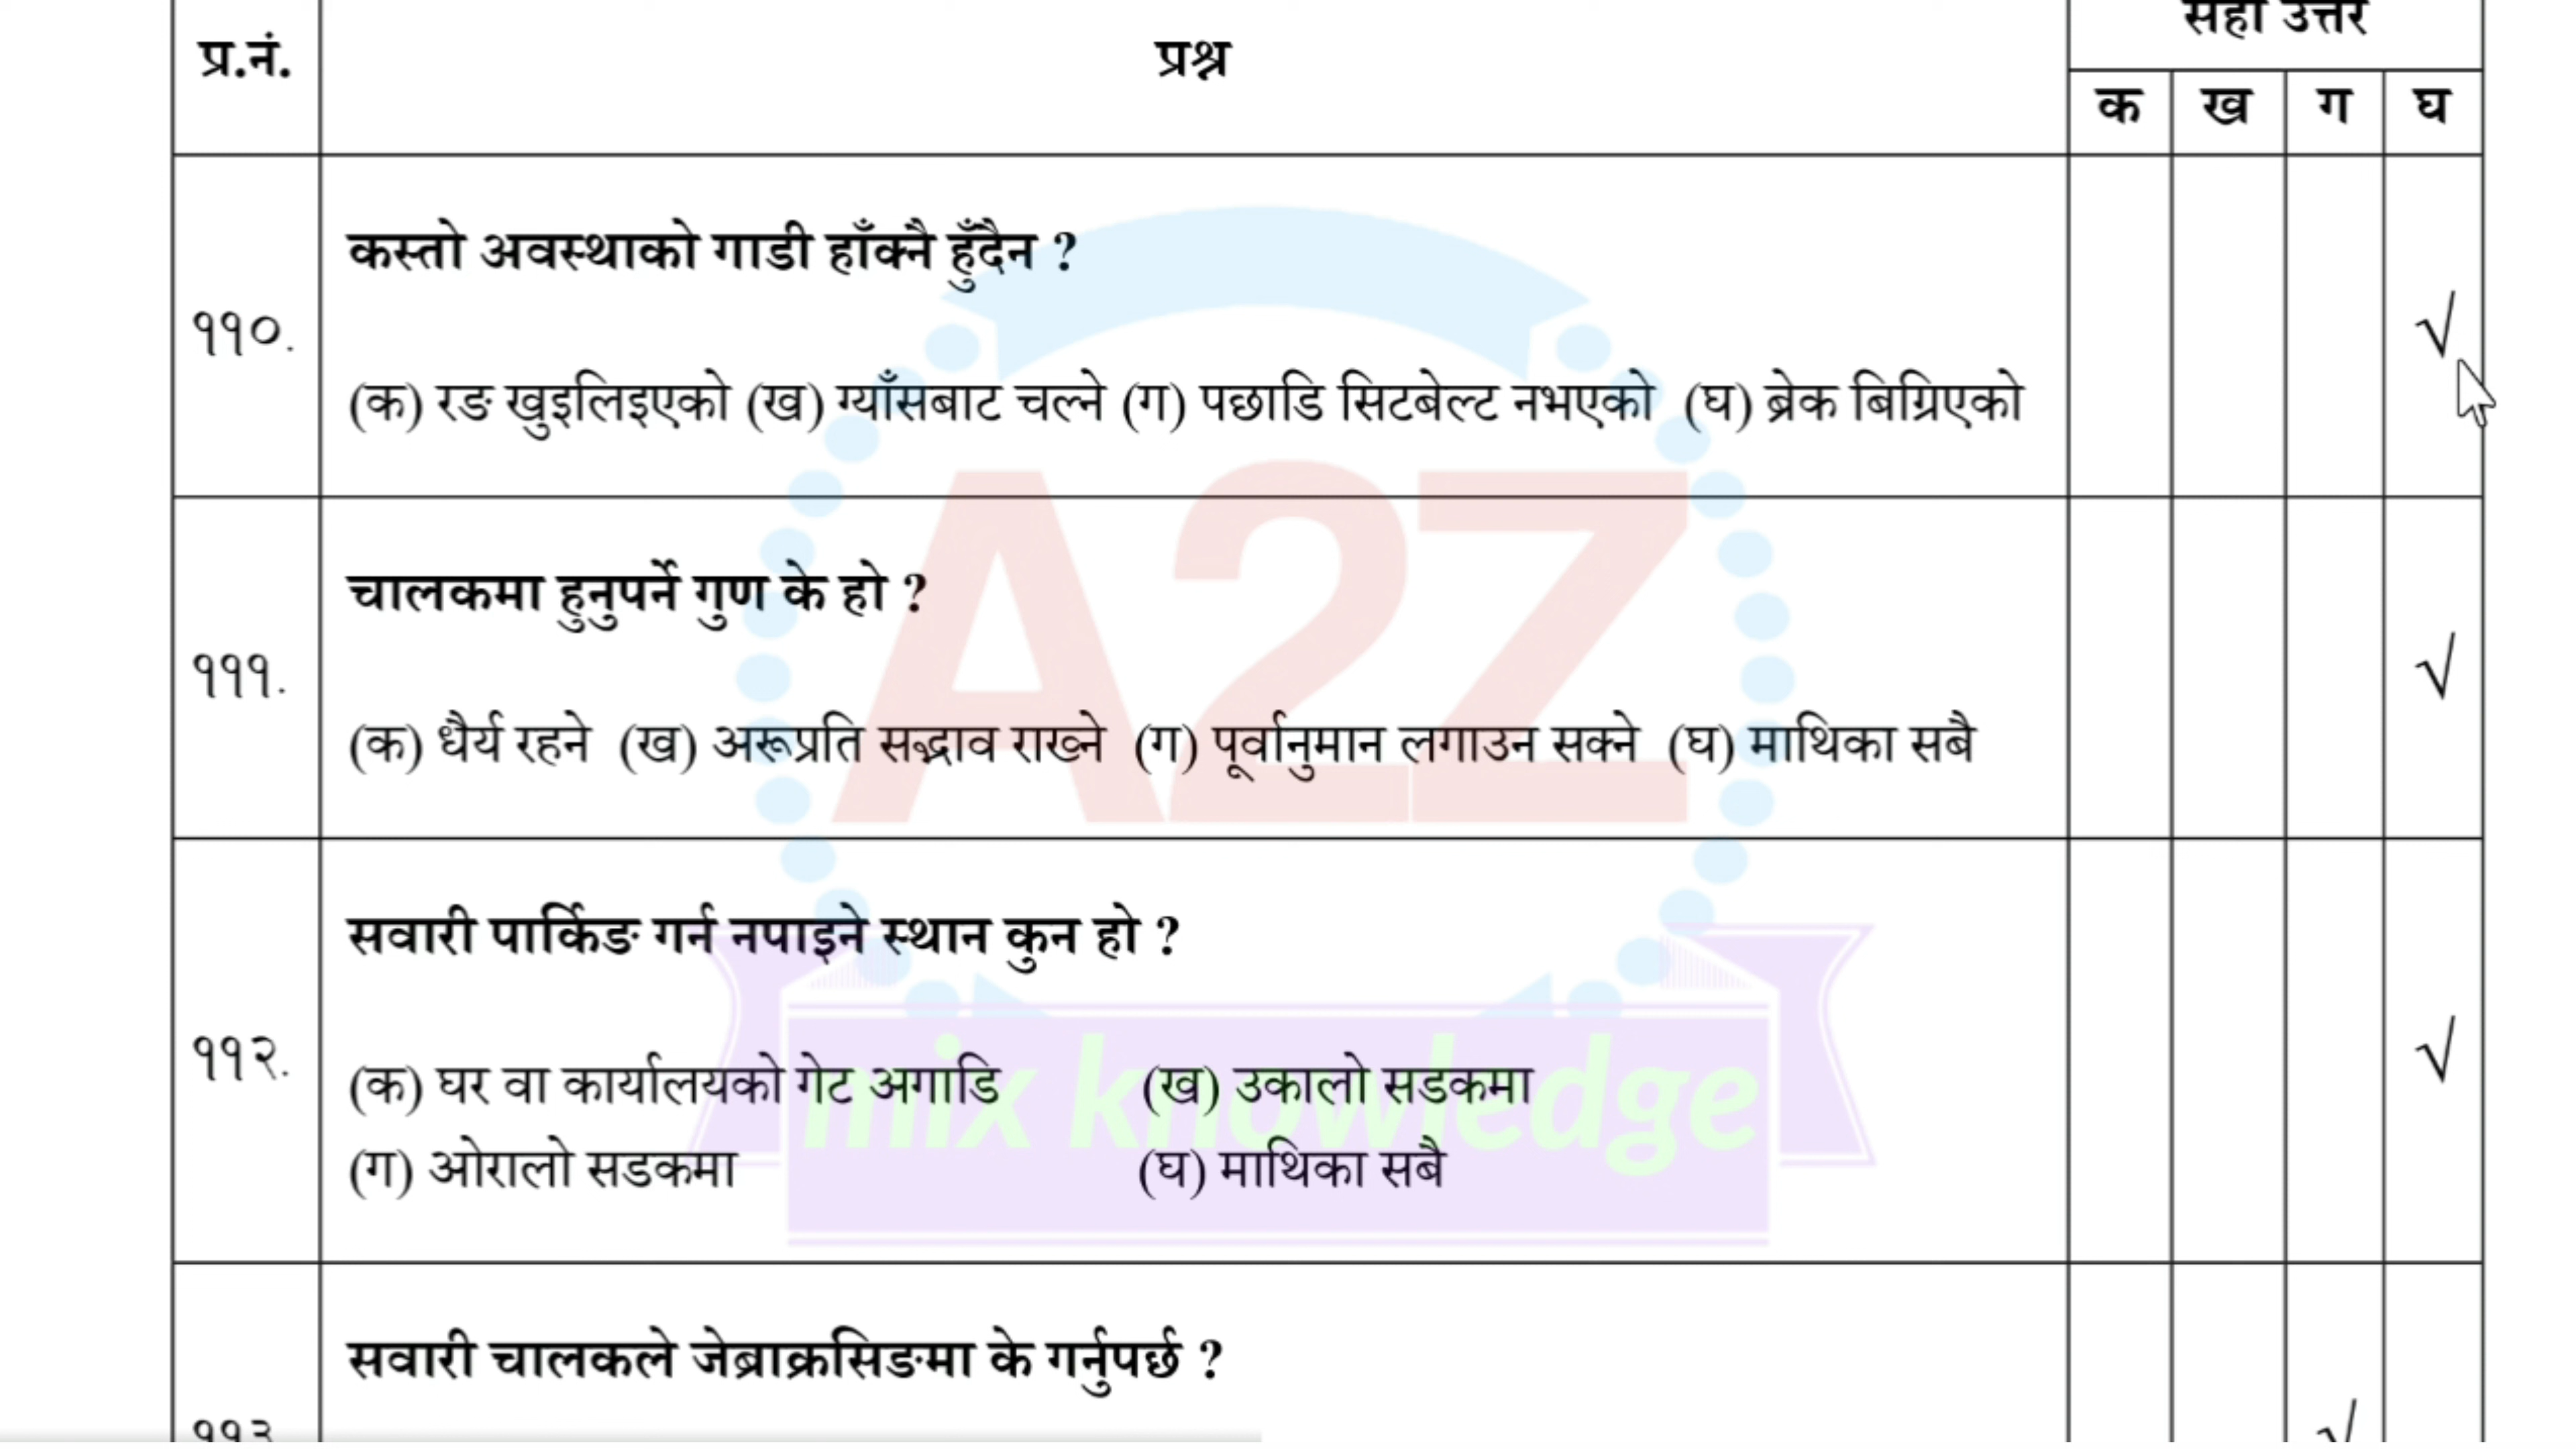 सही उत्तर
प्र.नं. प्रश्न
क ख ग घ
कस्तो अवस्थाको गाडी हाँक्नै हुँदैन ?
११०. √
(क) रङ खुइलिइएको (ख) ग्याँसबाट चल्ने (ग) पछाडि सिटबेल्ट नभएको (घ) ब्रेक बिग्रिएको
A2Z
चालकमा हुनुपर्ने गुण के हो ?
१११. √
(क) धैर्य रहने (ख) अरूप्रति सद्भाव राख्ने (ग) पूर्वानुमान लगाउन सक्ने (घ) माथिका सबै
सवारी पार्किङ गर्न नपाइने स्थान कुन हो ?
११२. √
(क) घर वा कार्यालयको गेट अगाडि (ख) उकालो सडकमा
mix knowledge
(ग) ओरालो सडकमा (घ) माथिका सबै
सवारी चालकले जेब्राक्रसिङमा के गर्नुपर्छ ?
११३ √